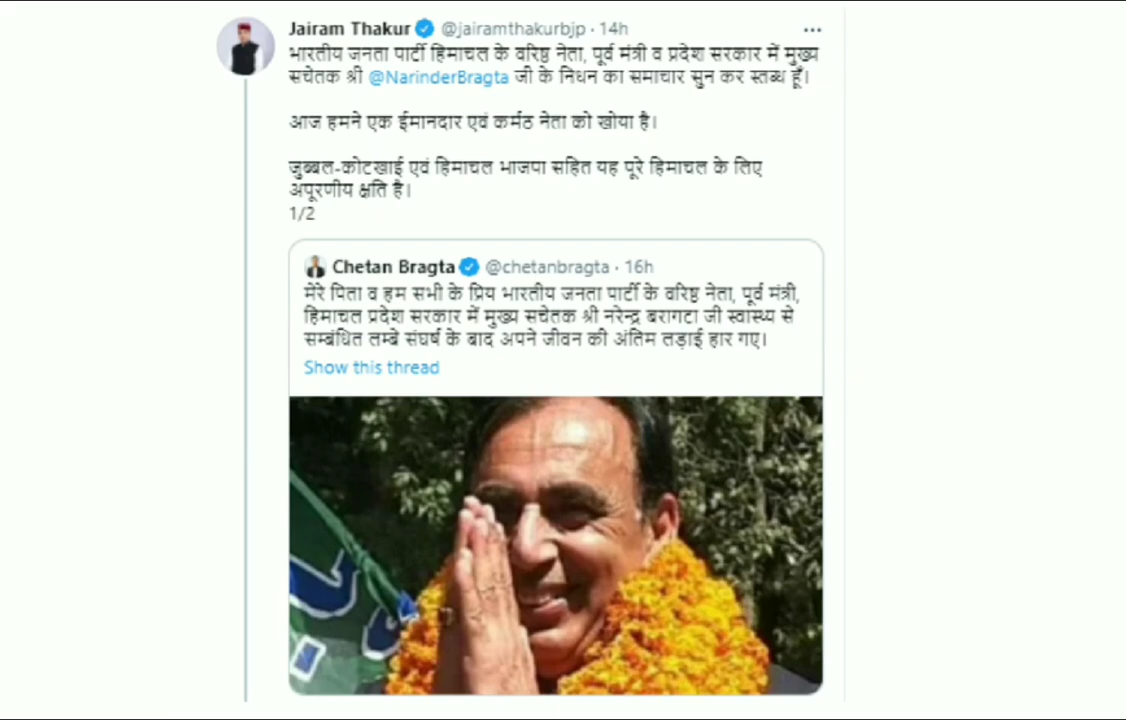 Jairam Thakur @jairamthakurbjp · 14h
भारतीय जनता पार्टी हिमाचल के वरिष्ठ नेता, पूर्व मंत्री व प्रदेश सरकार में मुख्य
सचेतक श्री @NarinderBragta जी के निधन का समाचार सुन कर स्तब्ध हूँ।
आज हमने एक ईमानदार एवं कर्मठ नेता को खोया है।
जुब्बल-कोटखाई एवं हिमाचल भाजपा सहित यह पूरे हिमाचल के लिए
अपूरणीय क्षति है।
1/2
Chetan Bragta @chetanbragta · 16h
मेरे पिता व हम सभी के प्रिय भारतीय जनता पार्टी के वरिष्ठ नेता, पूर्व मंत्री,
हिमाचल प्रदेश सरकार में मुख्य सचेतक श्री नरेन्द्र बरागटा जी स्वास्थ्य से
सम्बंधित लम्बे संघर्ष के बाद अपने जीवन की अंतिम लड़ाई हार गए।
Show this thread